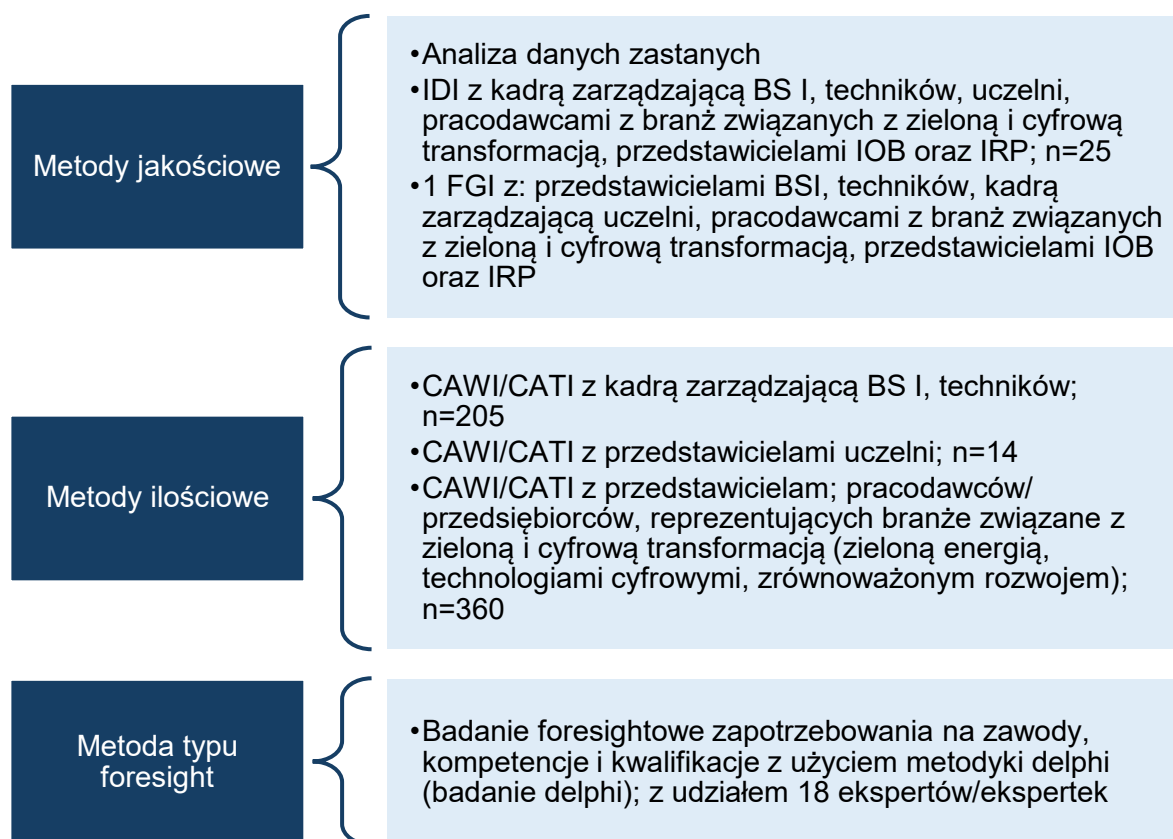 Metody jakościowe
•Analiza danych zastanych
•IDI z kadrą zarządzającą BS I, techników, uczelni,
pracodawcami z branż związanych z zieloną i cyfrową
transformacją, przedstawicielami IOB oraz IRP; n=25
•1 FGI z: przedstawicielami BSI, techników, kadrą
zarządzającą uczelni, pracodawcami z branż związanych
z zieloną i cyfrową transformacją, przedstawicielami IOB
oraz IRP
Metody ilościowe
•CAWI/CATI z kadrą zarządzającą BS I, techników;
n=205
•CAWI/CATI z przedstawicielami uczelni; n=14
•CAWI/CATI z przedstawicielam; pracodawców/
przedsiębiorców, reprezentujących branże związane z
zieloną i cyfrową transformacją (zieloną energią,
technologiami cyfrowymi, zrównoważonym rozwojem);
n=360
Metoda typu
foresight
•Badanie foresightowe zapotrzebowania na zawody,
kompetencje i kwalifikacje z użyciem metodyki delphi
(badanie delphi); z udziałem 18 ekspertów/ekspertek